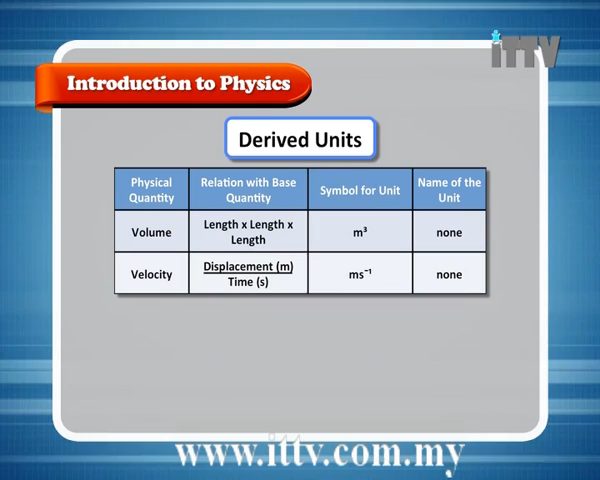 iTTV
Introduction to Physics
Derived Units
Physical Quantity
Relation with Base Quantity
Symbol for Unit
Name of the Unit
Volume
Length x Length x Length
m³
none
Velocity
Displacement (m)
Time (s)
ms⁻¹
none
www.ittv.com.my